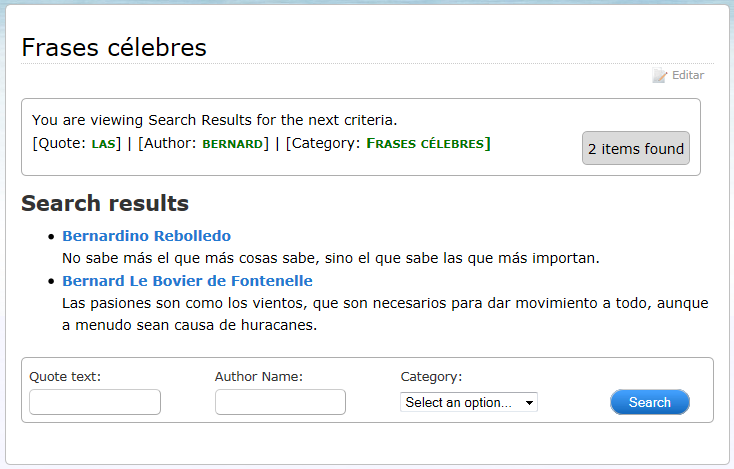 Frases célebres
Editar
You are viewing Search Results for the next criteria.
[Quote: LAS] | [Author: BERNARD] | [Category: FRASES CÉLEBRES]
2 items found
Search results
Bernardino Rebolledo
No sabe más el que más cosas sabe, sino el que sabe las que más importan.
Bernard Le Bovier de Fontenelle
Las pasiones son como los vientos, que son necesarios para dar movimiento a todo, aunque
a menudo sean causa de huracanes.
Quote text: Author Name: Category:
Select an option... Search